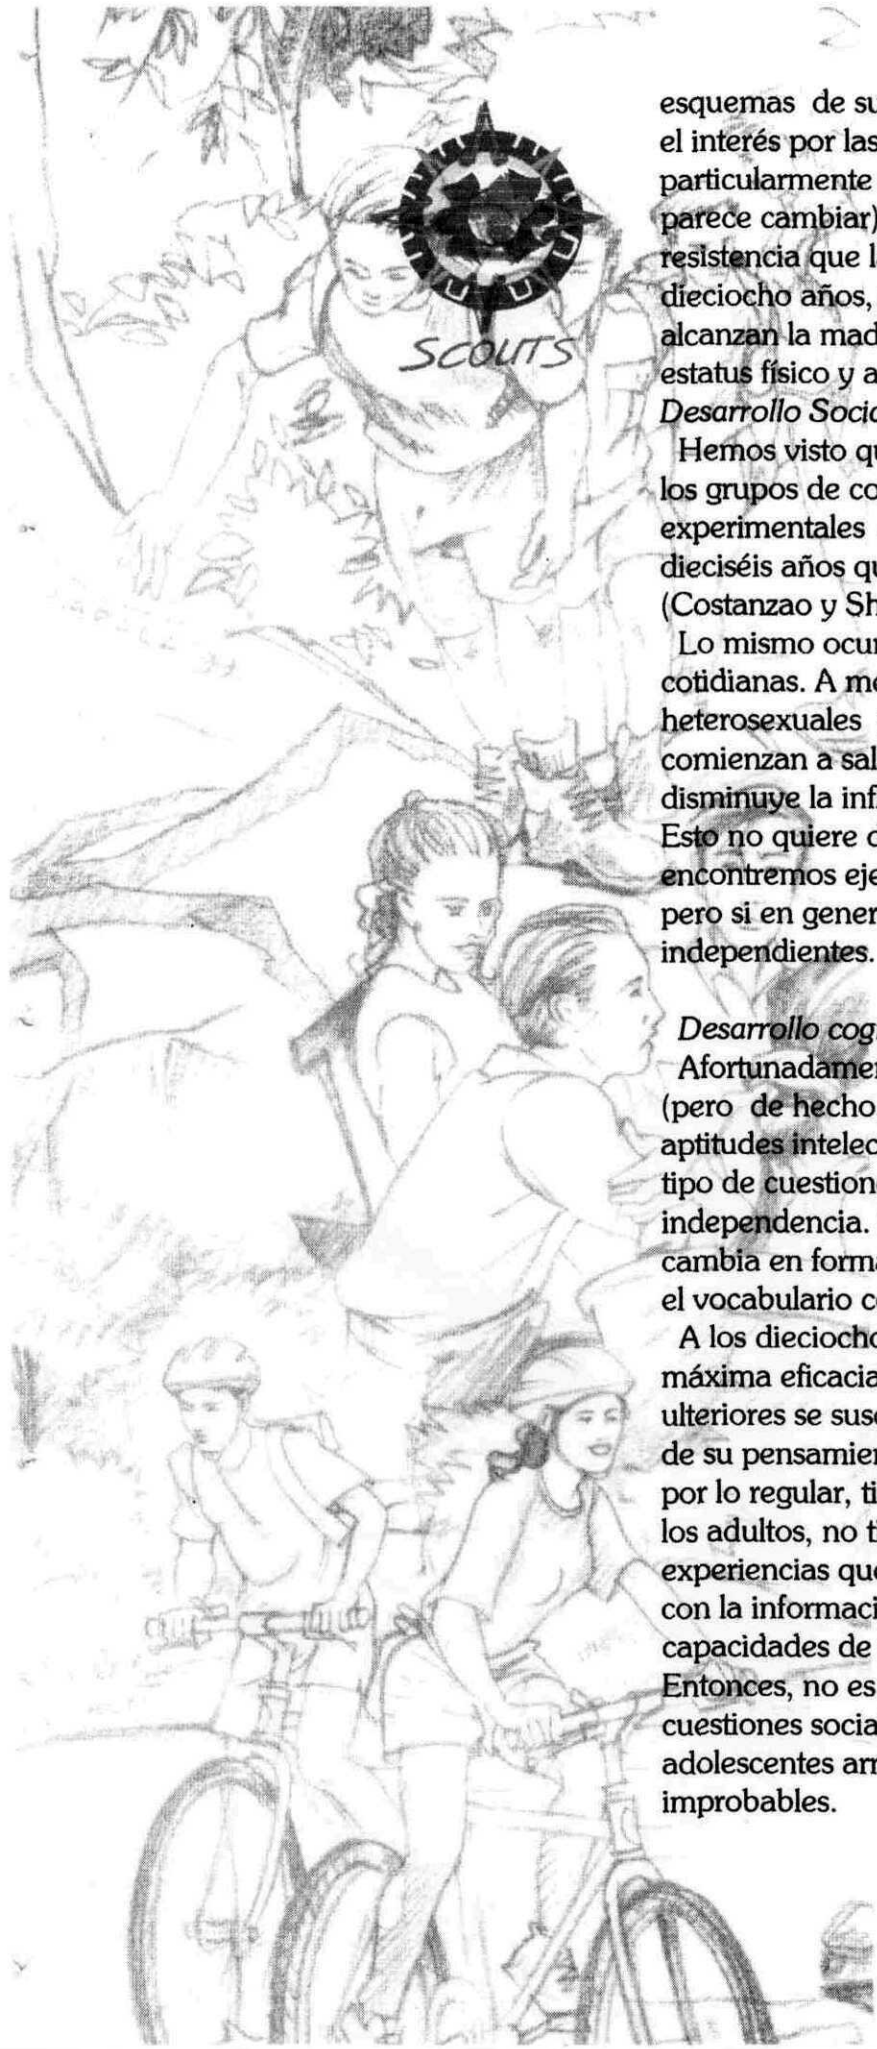 SCOUTS
esquemas de su
el interés por las
particularmente
parece cambiar)
resistencia que l
dieciocho años,
alcanzan la mad
estatus físico y a
Desarrollo Socia
Hemos visto qu
los grupos de co
experimentales
dieciséis años qu
(Costanzao y Sh
Lo mismo ocur
cotidianas. A me
heterosexuales
comienzan a sal
disminuye la inf
Esto no quiere d
encontremos eje
pero si en gener
independientes.
Desarrollo cog
Afortunadamen
(pero de hecho
aptitudes intelec
tipo de cuestion
independencia.
cambia en forma
el vocabulario c
A los dieciocho
máxima eficacia
ulteriores se susc
de su pensamien
por lo regular, ti
los adultos, no ti
experiencias que
con la informaci
capacidades de
Entonces, no es
cuestiones socia
adolescentes arr
improbables.